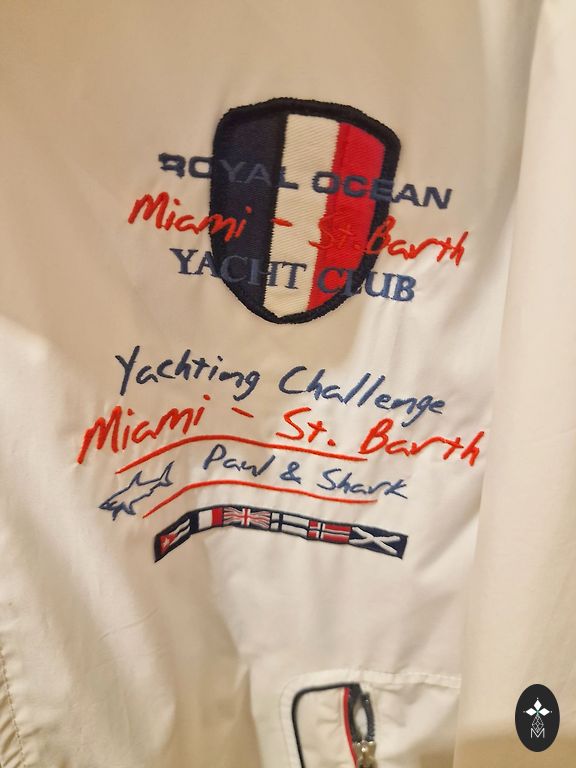 ROYAL OCEAN
Miami - St. Barth
YACHT CLUB
Yachting Challenge
Miami - St. Barth
Paul & Shark
M